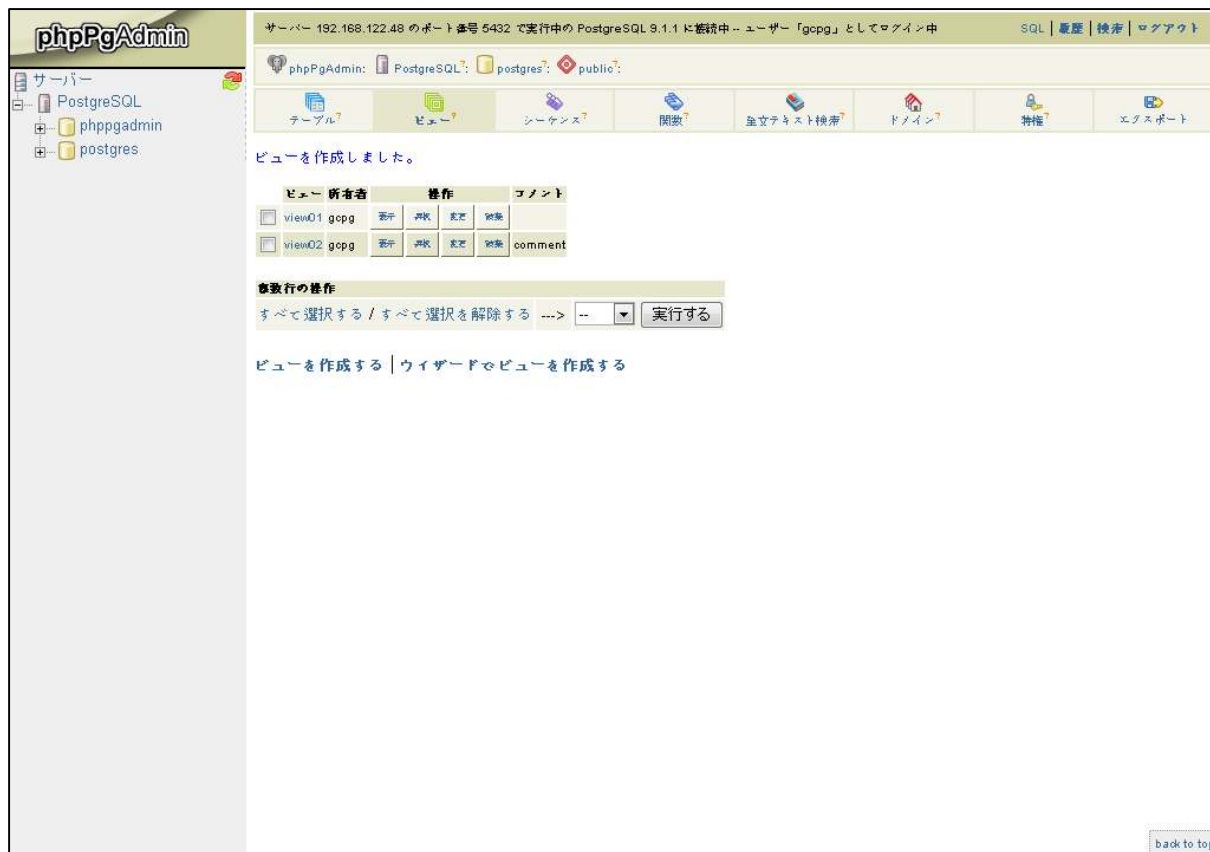 phpPgAdmin
サーバー
PostgreSQL
phppgadmin
postgres
サーバー 192.168.122.48 のポート番号 5432 で実行中の PostgreSQL 9.1.1 に接続中 -- ユーザー 「gcpg」としてログイン中
SQL | 履歴 | 検索 | ログアウト
phpPgAdmin: PostgreSQL?: postgres?: public?:
テーブル? ビュー? シーケンス? 関数? 全文テキスト検索? ドメイン? 特権? エクスポート
ビューを作成しました。
ビュー 所有者 操作 コメント
view01 gcpg 表示 選択 変更 破棄
view02 gcpg 表示 選択 変更 破棄 comment
複数行の操作
すべて選択する / すべて選択を解除する ---> -- 実行する
ビューを作成する | ウィザードでビューを作成する
back to top